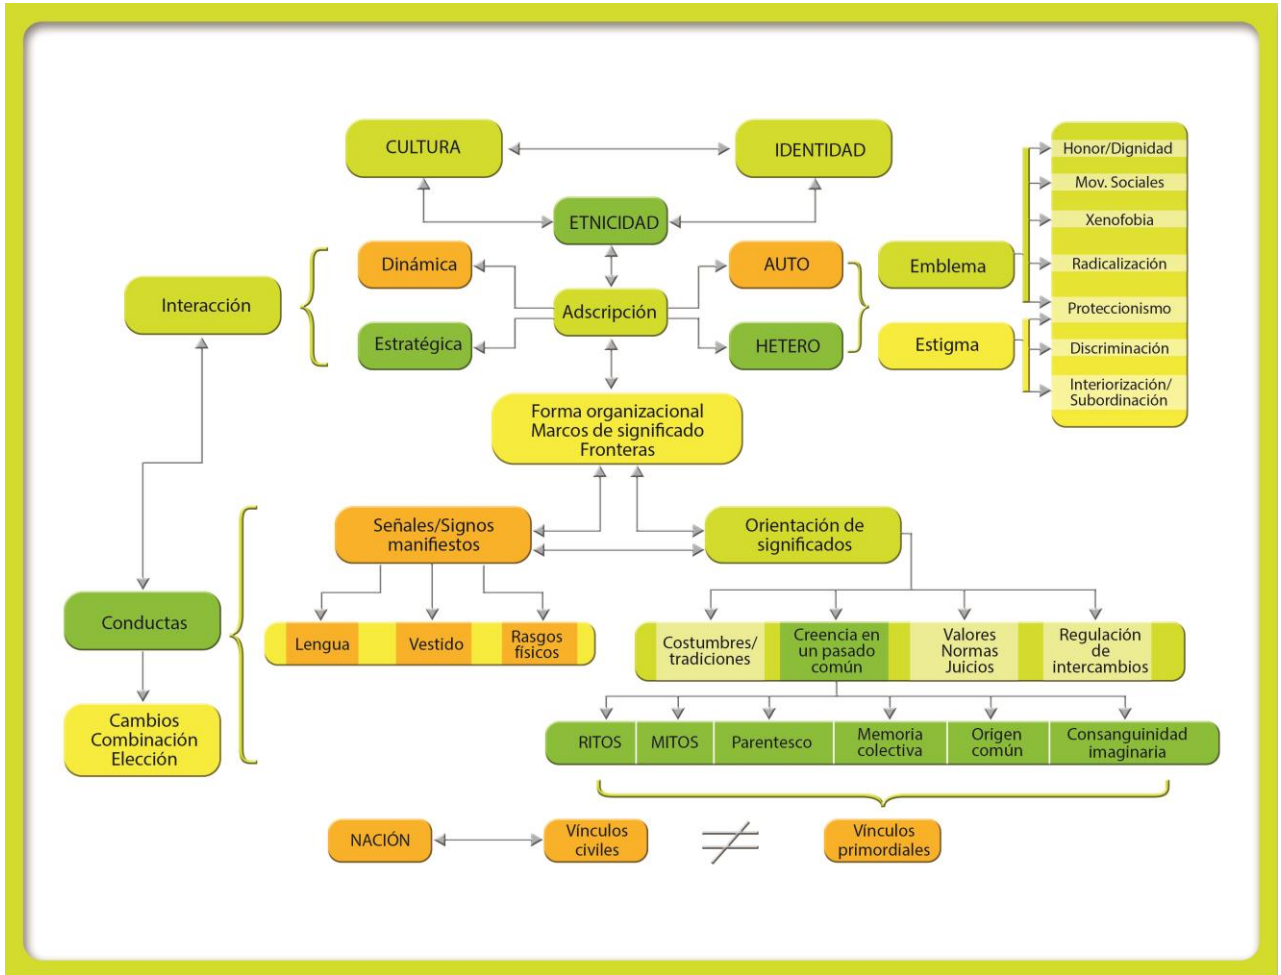 CULTURA
IDENTIDAD
ETNICIDAD
Interacción
Dinámica
Estratégica
Adscripción
AUTO
HETERO
Emblema
Estigma
Honor/Dignidad
Mov. Sociales
Xenofobia
Radicalización
Proteccionismo
Discriminación
Interiorización/
Subordinación
Forma organizacional
Marcos de significado
Fronteras
Señales/Signos
manifiestos
Orientación de
significados
Conductas
Cambios
Combinación
Elección
Lengua
Vestido
Rasgos
físicos
Costumbres/
tradiciones
Creencia en
un pasado
común
Valores
Normas
Juicios
Regulación
de
intercambios
RITOS
MITOS
Parentesco
Memoria
colectiva
Origen
común
Consanguinidad
imaginaria
NACIÓN
Vínculos
civiles
Vínculos
primordiales